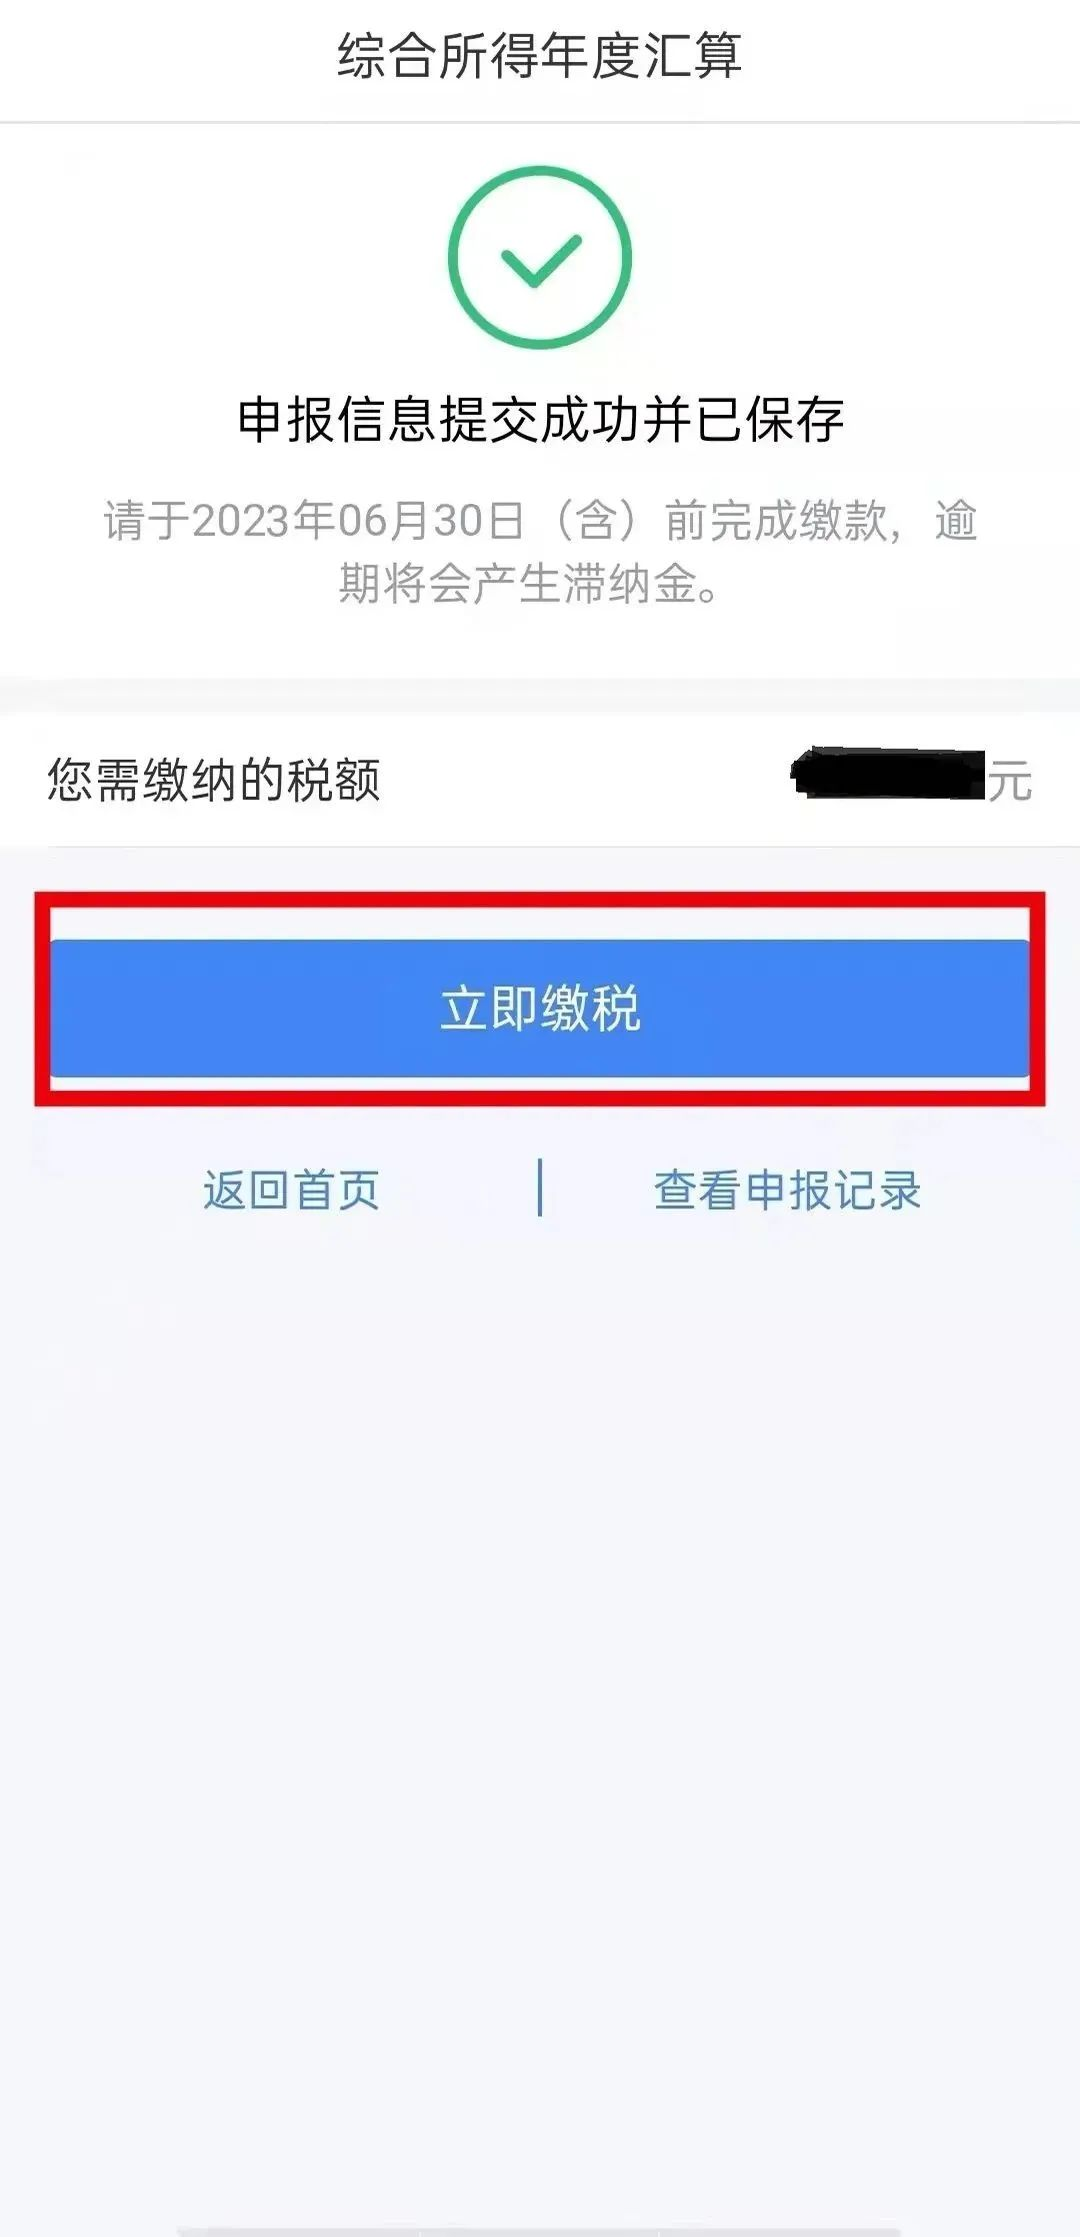 综合所得年度汇算
申报信息提交成功并已保存
请于2023年06月30日（含）前完成缴款，逾
期将会产生滞纳金。
您需缴纳的税额 元
立即缴税
返回首页 | 查看申报记录